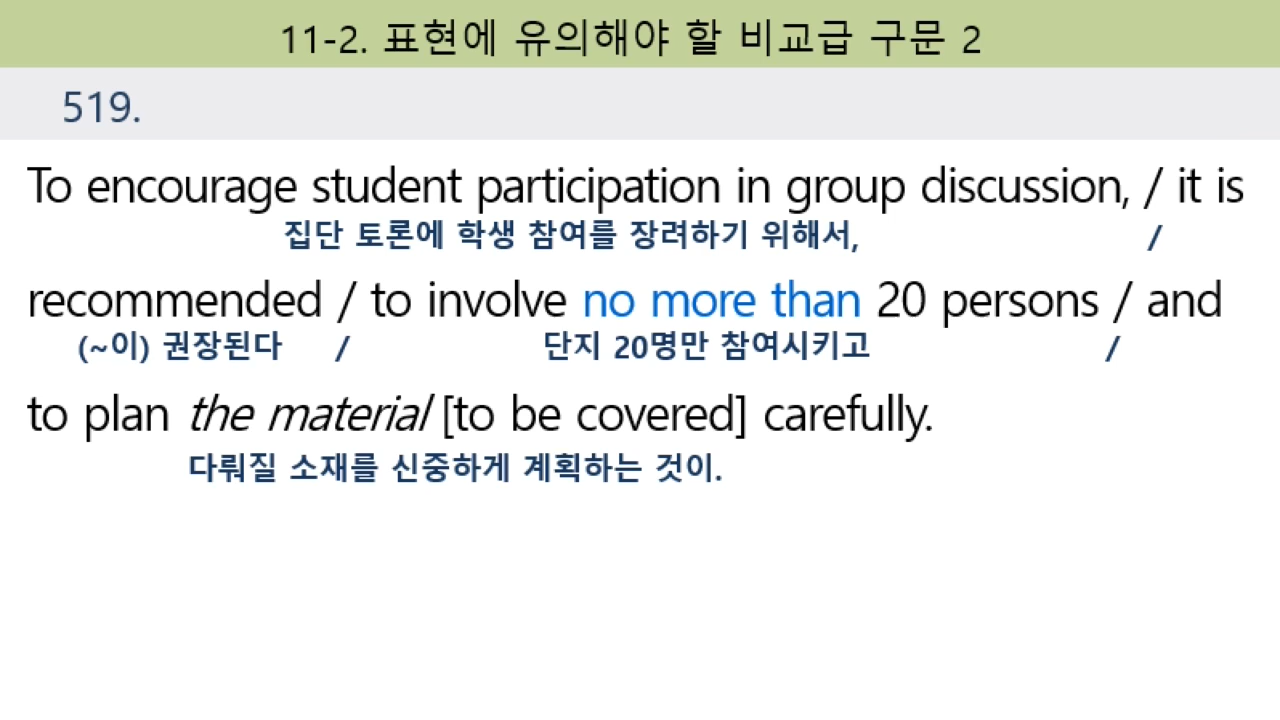 11-2. 표현에 유의해야 할 비교급 구문 2
519.
To encourage student participation in group discussion, / it is
집단 토론에 학생 참여를 장려하기 위해서, /
recommended / to involve no more than 20 persons / and
(~이) 권장된다 / 단지 20명만 참여시키고 /
to plan the material [to be covered] carefully.
다뤄질 소재를 신중하게 계획하는 것이.